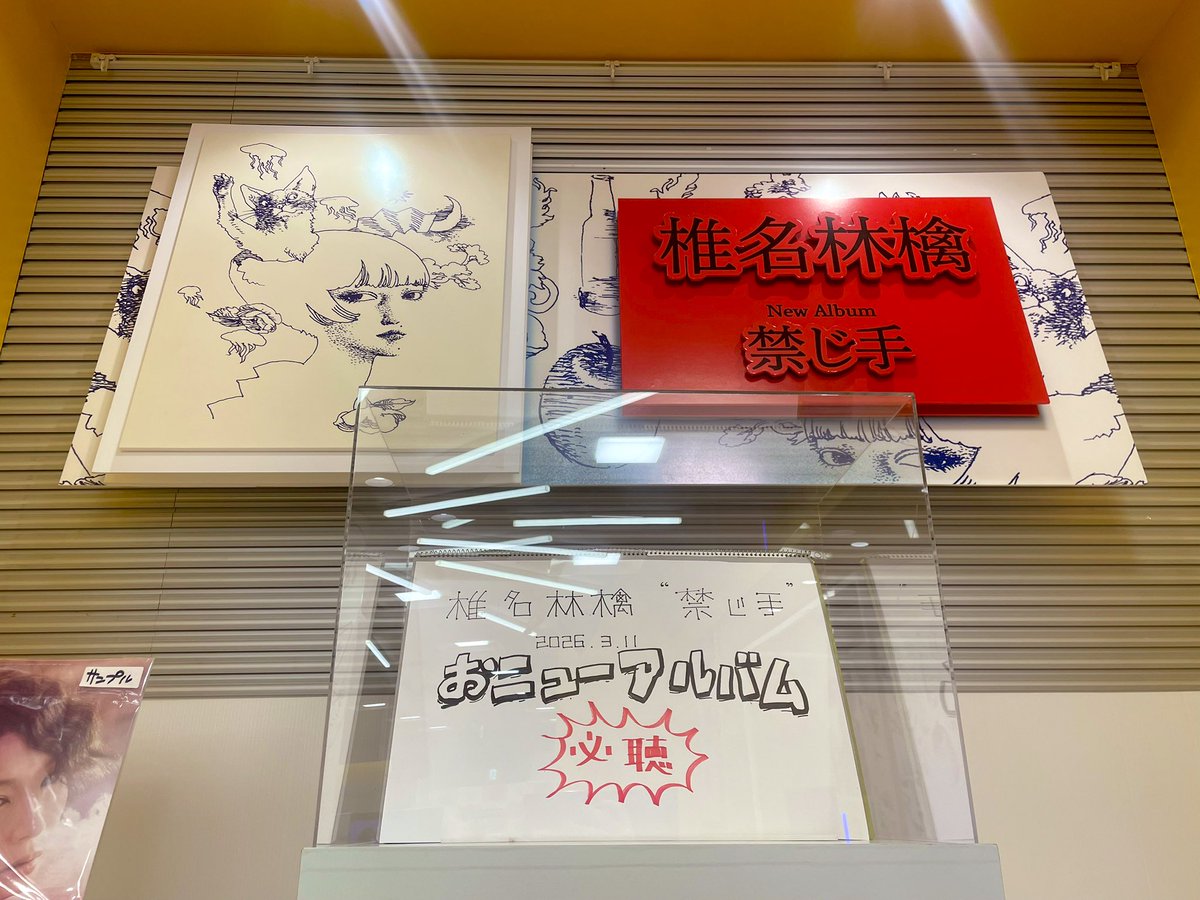 椎名林檎
New Album
禁じ手
椎名林檎 “禁じ手”
2026.3.11
おニューアルバム
必聴
サンプル